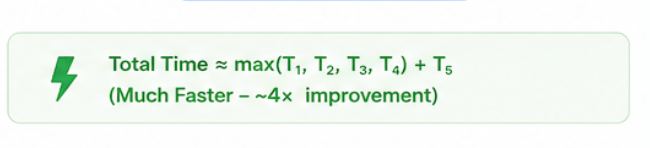 Total Time ≈ max(T₁, T₂, T₃, T₄) + T₅
(Much Faster – ~4× improvement)